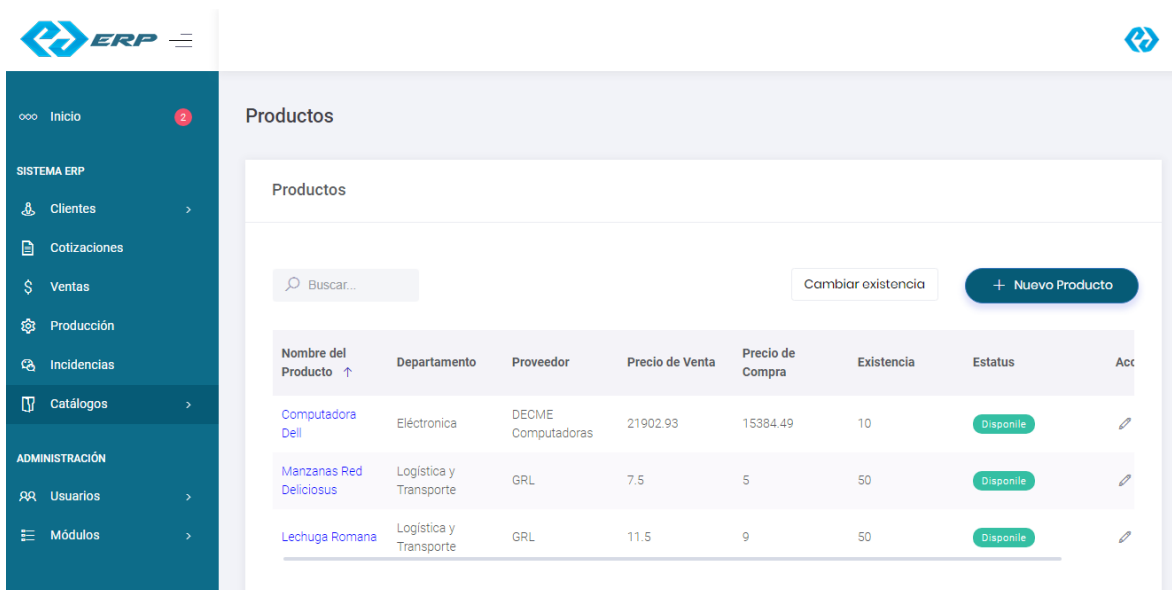 ERP
Inicio 2
Productos
SISTEMA ERP
Productos
Clientes
Cotizaciones
Buscar...
Cambiar existencia
+ Nuevo Producto
Ventas
Producción
Incidencias
Catálogos
ADMINISTRACIÓN
Usuarios
Módulos
Nombre del
Producto ↑ Departamento Proveedor Precio de Venta Precio de
Compra Existencia Estatus Acc
Computadora
Dell Eléctronica DECME
Computadoras 21902.93 15384.49 10 Disponile
Manzanas Red
Deliciosus Logística y
Transporte GRL 7.5 5 50 Disponile
Lechuga Romana Logística y
Transporte GRL 11.5 9 50 Disponile